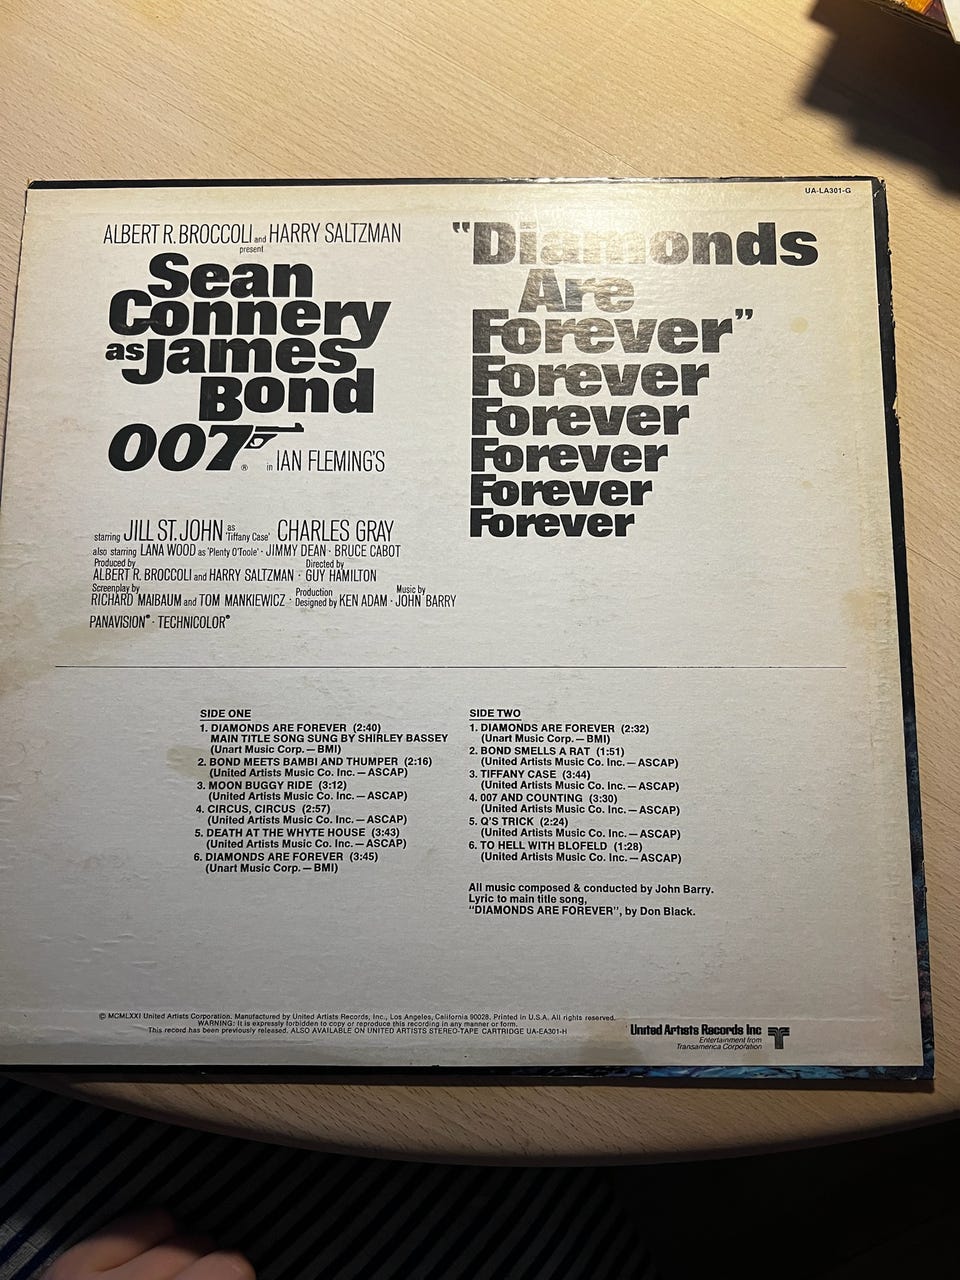 UA-LA301-G
ALBERT R. BROCCOLI and HARRY SALTZMAN
present
Sean
Connery
as James
Bond
007
® in IAN FLEMING'S
"Diamonds
Are
Forever"
Forever
Forever
Forever
Forever
Forever
starring JILL ST. JOHN as 'Tiffany Case' CHARLES GRAY
also starring LANA WOOD as 'Plenty O'Toole' · JIMMY DEAN · BRUCE CABOT
Produced by Directed by
ALBERT R. BROCCOLI and HARRY SALTZMAN · GUY HAMILTON
Screenplay by Production Music by
RICHARD MAIBAUM and TOM MANKIEWICZ · Designed by KEN ADAM · JOHN BARRY
PANAVISION® · TECHNICOLOR®
SIDE ONE
1. DIAMONDS ARE FOREVER (2:40)
MAIN TITLE SONG SUNG BY SHIRLEY BASSEY
(Unart Music Corp. — BMI)
2. BOND MEETS BAMBI AND THUMPER (2:16)
(United Artists Music Co. Inc. — ASCAP)
3. MOON BUGGY RIDE (3:12)
(United Artists Music Co. Inc. — ASCAP)
4. CIRCUS, CIRCUS (2:57)
(United Artists Music Co. Inc. — ASCAP)
5. DEATH AT THE WHYTE HOUSE (3:43)
(United Artists Music Co. Inc. — ASCAP)
6. DIAMONDS ARE FOREVER (3:45)
(Unart Music Corp. — BMI)
SIDE TWO
1. DIAMONDS ARE FOREVER (2:32)
(Unart Music Corp. — BMI)
2. BOND SMELLS A RAT (1:51)
(United Artists Music Co. Inc. — ASCAP)
3. TIFFANY CASE (3:44)
(United Artists Music Co. Inc. — ASCAP)
4. 007 AND COUNTING (3:30)
(United Artists Music Co. Inc. — ASCAP)
5. Q'S TRICK (2:24)
(United Artists Music Co. Inc. — ASCAP)
6. TO HELL WITH BLOFELD (1:28)
(United Artists Music Co. Inc. — ASCAP)
All music composed & conducted by John Barry.
Lyric to main title song,
"DIAMONDS ARE FOREVER", by Don Black.
© MCMLXXI United Artists Corporation. Manufactured by United Artists Records, Inc., Los Angeles, California 90028. Printed in U.S.A. All rights reserved.
WARNING: It is expressly forbidden to copy or reproduce this recording in any manner or form.
This record has been previously released. ALSO AVAILABLE ON UNITED ARTISTS STEREO-TAPE CARTRIDGE UA-EA301-H
United Artists Records Inc
Entertainment from
Transamerica Corporation